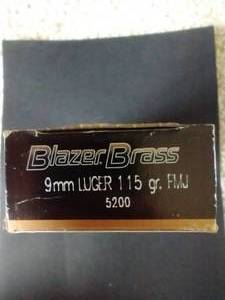 Blazer Brass
9mm LUGER 115 gr. FMJ
5200